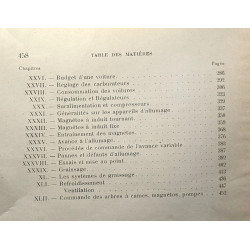 458 TABLE DES MATIÈRES
Chapitres Pages.
XXVI. — Budget d'une voiture. 286
XXVII. — Réglage des carburateurs
XXVIII. — Consommation des voitures
XXIX. — Régulation et Régulateurs
XXX. — Suralimentation et compresseurs
XXXI. — Généralités sur les appareils d'allumage.
XXXII. — Magnétos à induit tournant
XXXIII. — Magnétos à induit fixe
XXXIV. — Entraînement des magnétos
XXXV. — Avance à l'allumage
XXXVI. — Procédés de commande de l'avance variable
XXXVII. — Pannes et défauts d'allumage
XXXVIII. — Essais et mise au point.
XXXIX. — Graissage
XL. — Les systèmes de graissage
XLI. — Refroidissement
Ventilation 447
XLII. — Commande des arbres à cames, magnétos, pompes